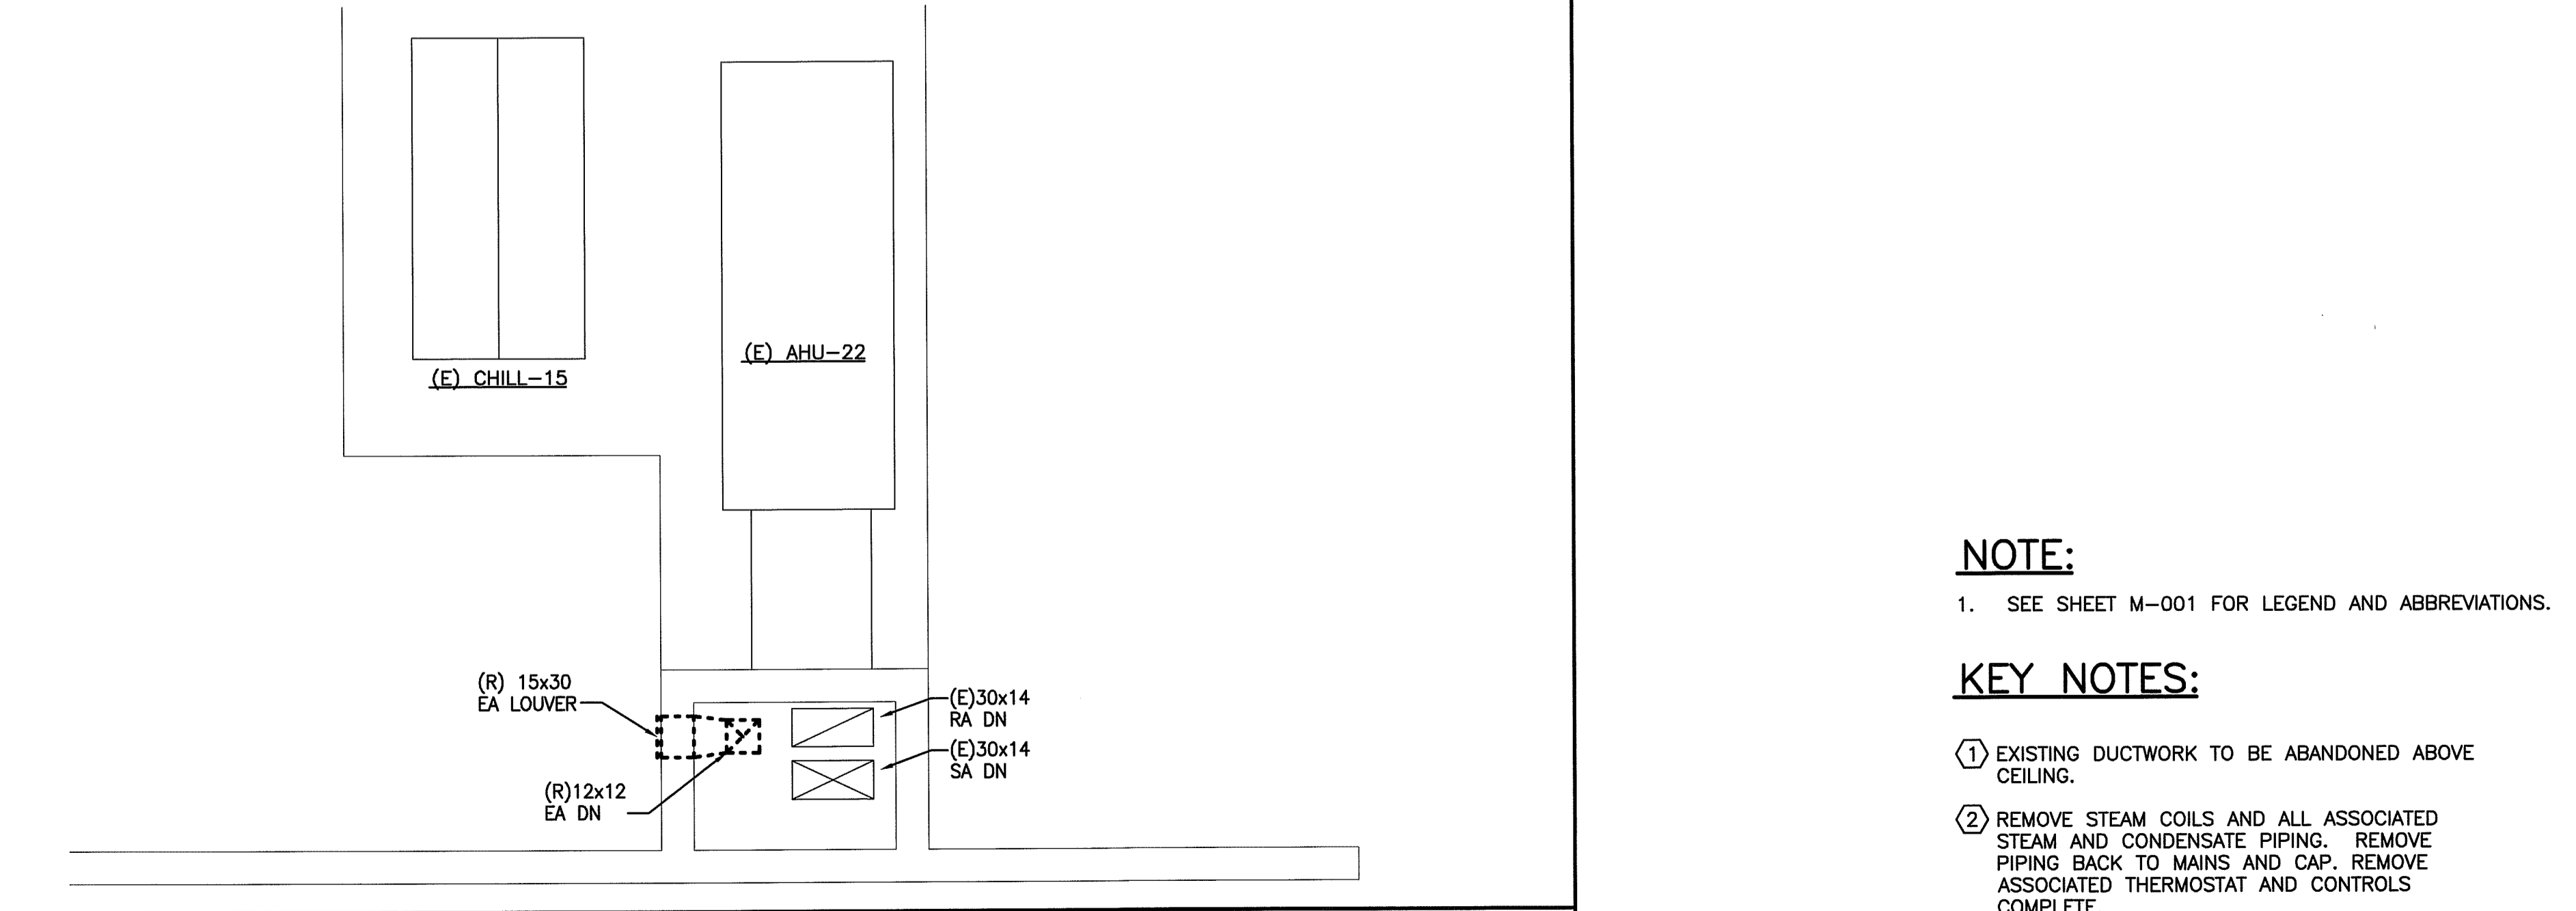 (E) CHILL-15
(E) AHU-22
(R) 15x30
EA LOUVER
(R)12x12
EA DN
(E)30x14
RA DN
(E)30x14
SA DN
NOTE:
1. SEE SHEET M-001 FOR LEGEND AND ABBREVIATIONS.
KEY NOTES:
1 EXISTING DUCTWORK TO BE ABANDONED ABOVE
CEILING.
2 REMOVE STEAM COILS AND ALL ASSOCIATED
STEAM AND CONDENSATE PIPING. REMOVE
PIPING BACK TO MAINS AND CAP. REMOVE
ASSOCIATED THERMOSTAT AND CONTROLS
COMPLETE